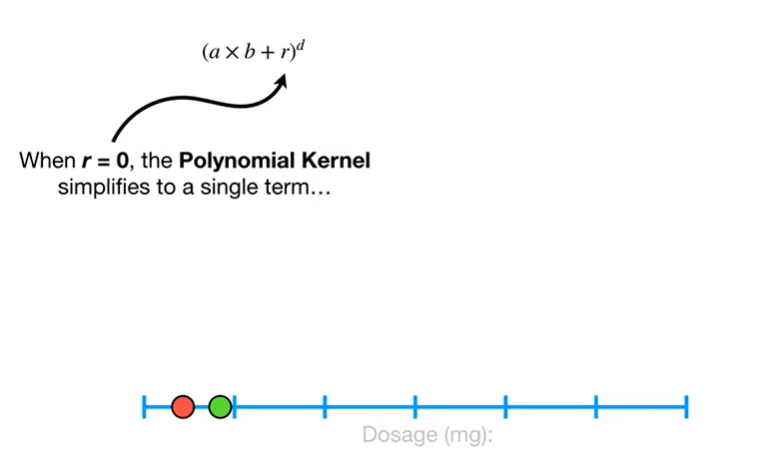 (a × b + r)^d
When r = 0, the Polynomial Kernel
simplifies to a single term…
Dosage (mg):